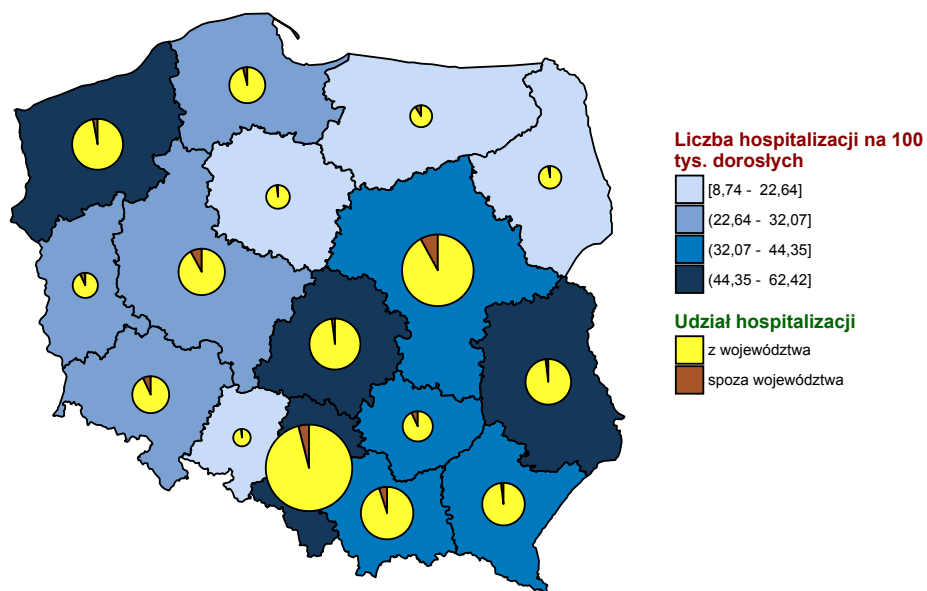 Liczba hospitalizacji na 100
tys. dorosłych
[8,74 - 22,64]
(22,64 - 32,07]
(32,07 - 44,35]
(44,35 - 62,42]
Udział hospitalizacji
z województwa
spoza województwa